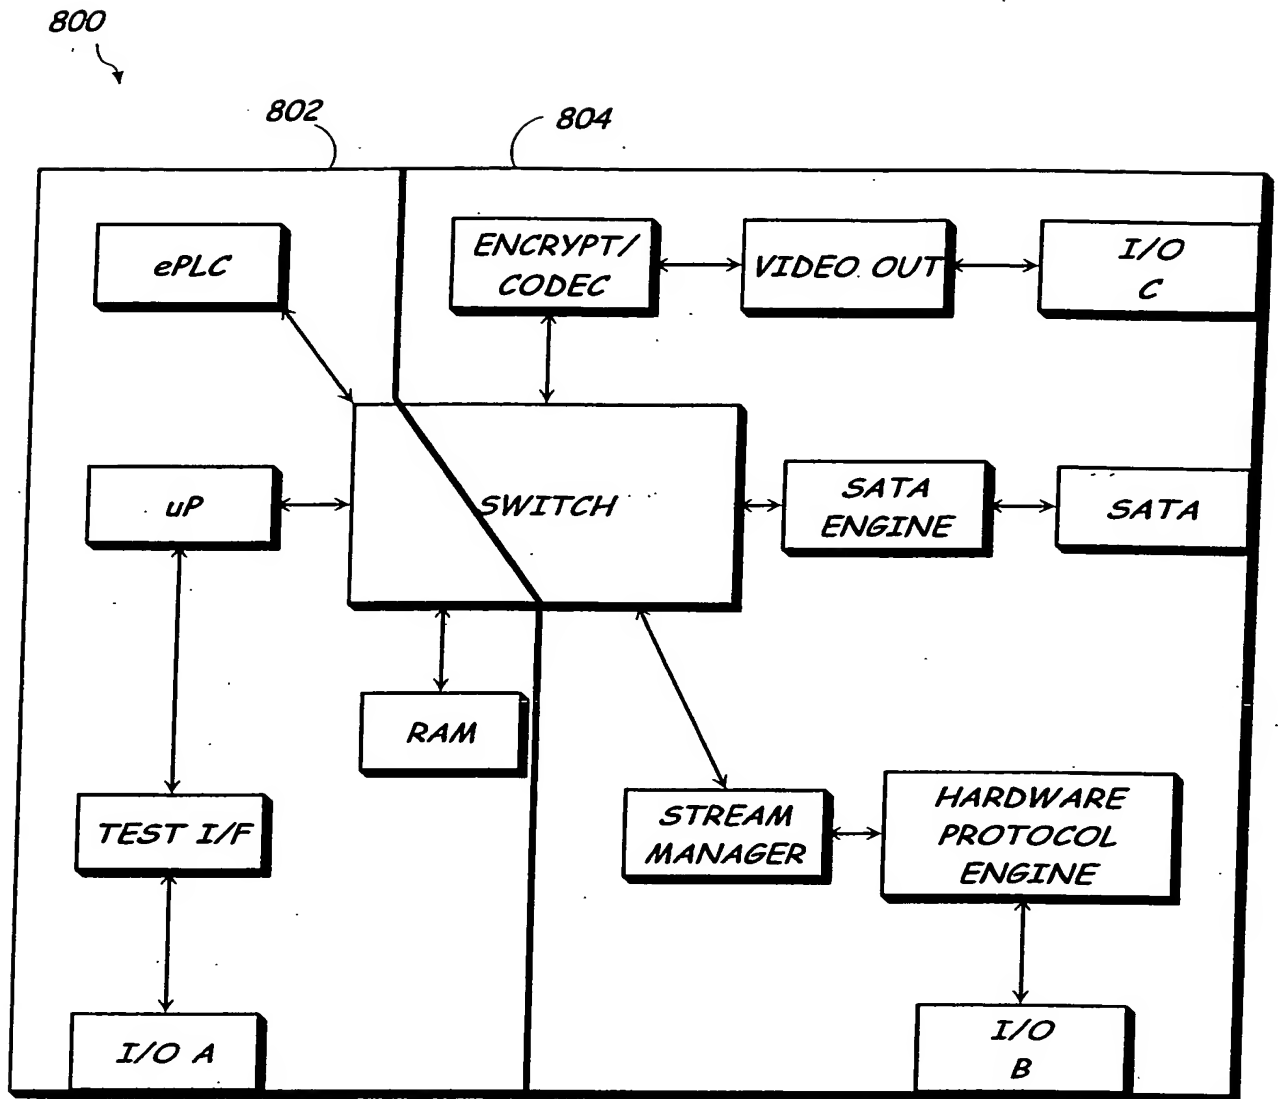 800
802
804
ePLC
ENCRYPT/
CODEC
VIDEO OUT
I/O
C
uP
SWITCH
SATA
ENGINE
SATA
RAM
TEST I/F
STREAM
MANAGER
HARDWARE
PROTOCOL
ENGINE
I/O A
I/O
B